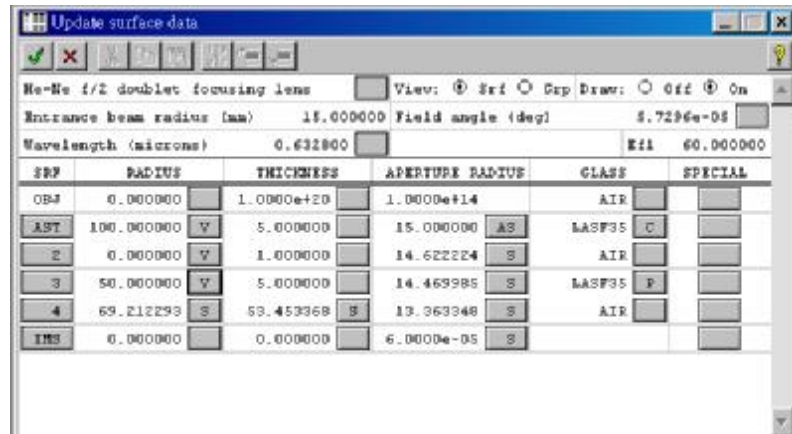 Update surface data
He-Ne f/2 doublet focusing lens View: Srf Grp Draw: Off On
Entrance beam radius (mm) 15.000000 Field angle (deg) 5.7296e-05
Wavelength (microns) 0.632800 Efl 60.000000
SRF RADIUS THICKNESS APERTURE RADIUS GLASS SPECIAL
OBJ 0.000000 1.0000e+20 1.0000e+14 AIR
AST 100.000000 V 5.000000 15.000000 AS LASF35 C
2 0.000000 1.000000 14.622224 S AIR
3 50.000000 V 5.000000 14.469985 S LASF35 P
4 69.212293 S 53.453368 S 13.363348 S AIR
IMS 0.000000 0.000000 6.0000e-05 S